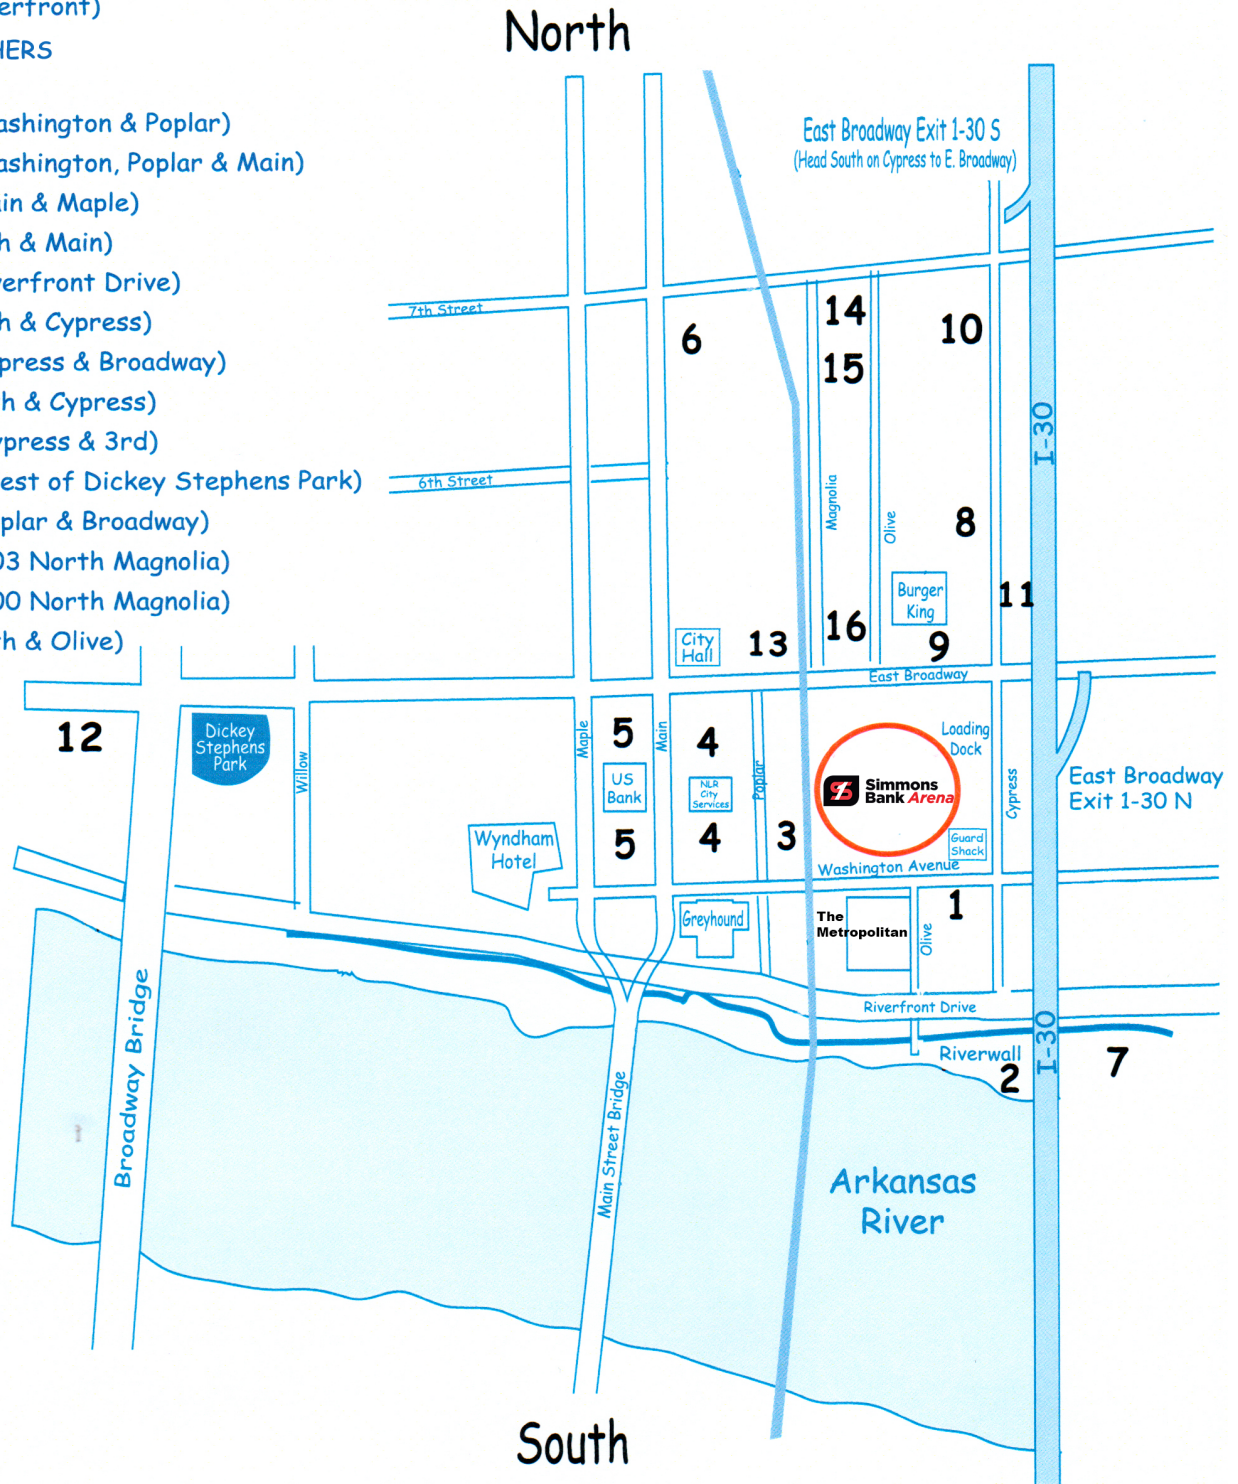 North
erfront)
HERS
ashington & Poplar)
ashington, Poplar & Main)
in & Maple)
h & Main)
verfront Drive)
h & Cypress)
press & Broadway)
h & Cypress)
ypress & 3rd)
est of Dickey Stephens Park)
plar & Broadway)
03 North Magnolia)
00 North Magnolia)
h & Olive)
East Broadway Exit 1-30 S
(Head South on Cypress to E. Broadway)
7th Street
14
6
10
15
I-30
6th Street
Magnolia
Olive
8
Burger
King
11
16
City
Hall
13
9
East Broadway
12
Dickey
Stephens
Park
Willow
Maple
5
Main
4
Loading
Dock
US
Bank
NLR
City
Services
Poplar
Simmons
Bank Arena
Cypress
East Broadway
Exit 1-30 N
Wyndham
Hotel
5
4
3
Guard
Shack
Washington Avenue
Greyhound
The
Metropolitan
Olive
1
Riverfront Drive
Riverwall
I-30
2
7
Broadway Bridge
Main Street Bridge
Arkansas
River
South